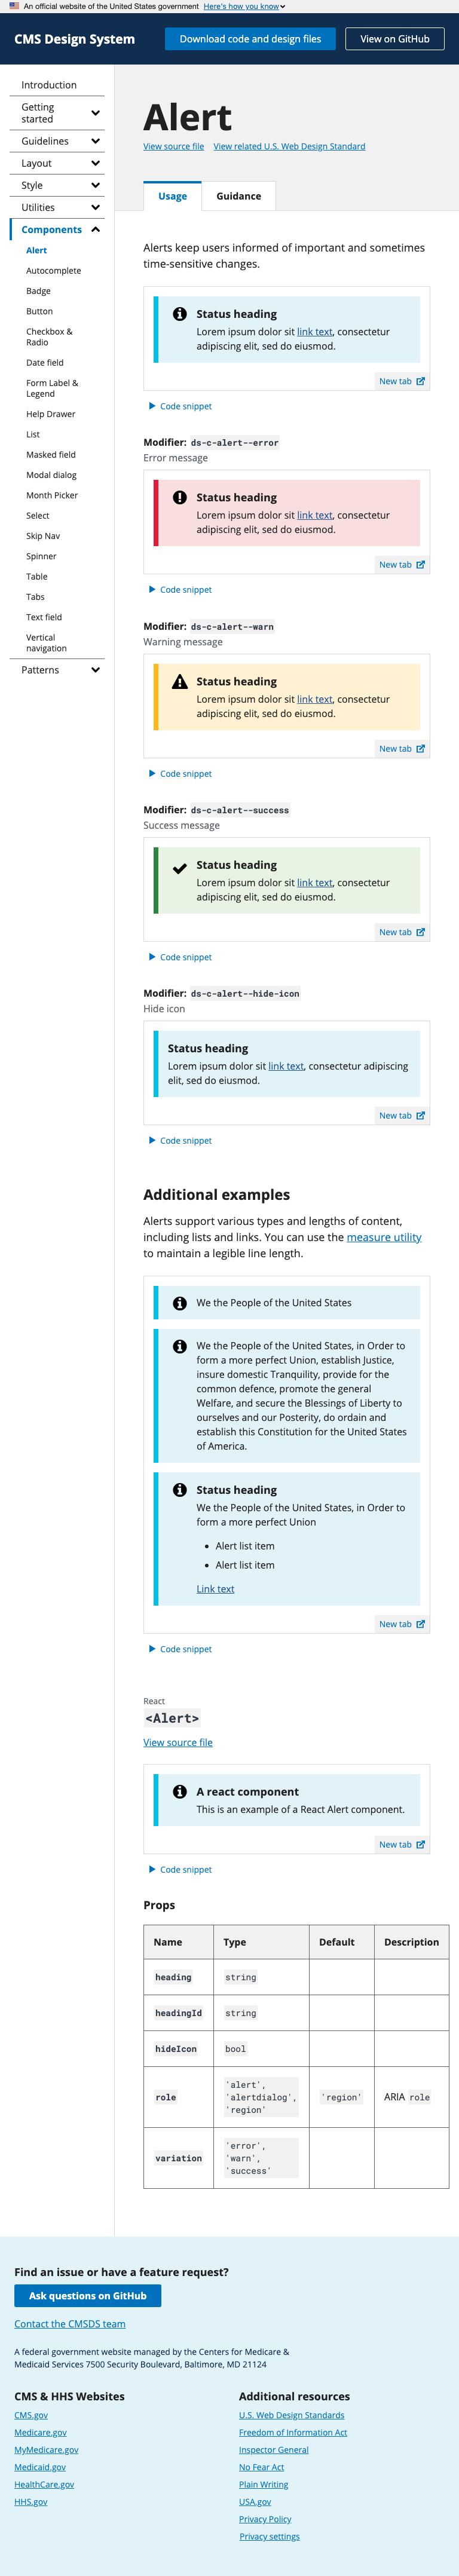 An official website of the United States government Here's how you know
CMS Design System
Download code and design files
View on GitHub
Introduction
Getting
started
Guidelines
Layout
Style
Utilities
Components
Alert
Autocomplete
Badge
Button
Checkbox &
Radio
Date field
Form Label &
Legend
Help Drawer
List
Masked field
Modal dialog
Month Picker
Select
Skip Nav
Spinner
Table
Tabs
Text field
Vertical
navigation
Patterns
Alert
View source file View related U.S. Web Design Standard
Usage
Guidance
Alerts keep users informed of important and sometimes
time-sensitive changes.
Status heading
Lorem ipsum dolor sit link text, consectetur
adipiscing elit, sed do eiusmod.
New tab
Code snippet
Modifier: ds-c-alert--error
Error message
Status heading
Lorem ipsum dolor sit link text, consectetur
adipiscing elit, sed do eiusmod.
New tab
Code snippet
Modifier: ds-c-alert--warn
Warning message
Status heading
Lorem ipsum dolor sit link text, consectetur
adipiscing elit, sed do eiusmod.
New tab
Code snippet
Modifier: ds-c-alert--success
Success message
Status heading
Lorem ipsum dolor sit link text, consectetur
adipiscing elit, sed do eiusmod.
New tab
Code snippet
Modifier: ds-c-alert--hide-icon
Hide icon
Status heading
Lorem ipsum dolor sit link text, consectetur adipiscing
elit, sed do eiusmod.
New tab
Code snippet
Additional examples
Alerts support various types and lengths of content,
including lists and links. You can use the measure utility
to maintain a legible line length.
We the People of the United States
We the People of the United States, in Order to
form a more perfect Union, establish Justice,
insure domestic Tranquility, provide for the
common defence, promote the general
Welfare, and secure the Blessings of Liberty to
ourselves and our Posterity, do ordain and
establish this Constitution for the United States
of America.
Status heading
We the People of the United States, in Order to
form a more perfect Union
• Alert list item
• Alert list item
Link text
New tab
Code snippet
React
<Alert>
View source file
A react component
This is an example of a React Alert component.
New tab
Code snippet
Props
Name Type Default Description
heading string
headingId string
hideIcon bool
role 'alert', 'region' ARIA role
'alertdialog',
'region'
variation 'error',
'warn',
'success'
Find an issue or have a feature request?
Ask questions on GitHub
Contact the CMSDS team
A federal government website managed by the Centers for Medicare &
Medicaid Services 7500 Security Boulevard, Baltimore, MD 21124
CMS & HHS Websites
CMS.gov
Medicare.gov
MyMedicare.gov
Medicaid.gov
HealthCare.gov
HHS.gov
Additional resources
U.S. Web Design Standards
Freedom of Information Act
Inspector General
No Fear Act
Plain Writing
USA.gov
Privacy Policy
Privacy settings